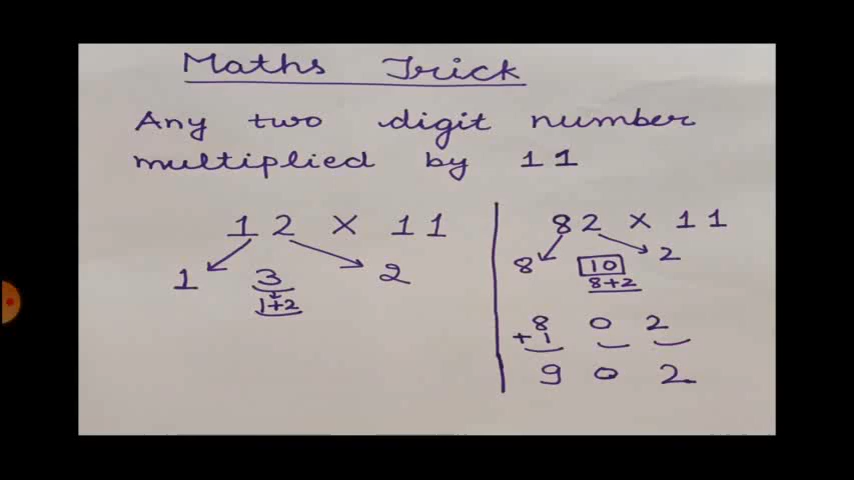 Maths Trick
Any two digit number
multiplied by 11
12 X 11
1 3 2
1+2
82 X 11
8 10 2
8+2
8 0 2
+1
9 0 2